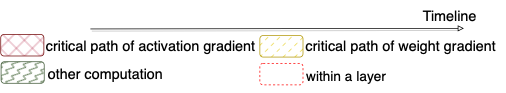 Timeline
critical path of activation gradient critical path of weight gradient
other computation within a layer